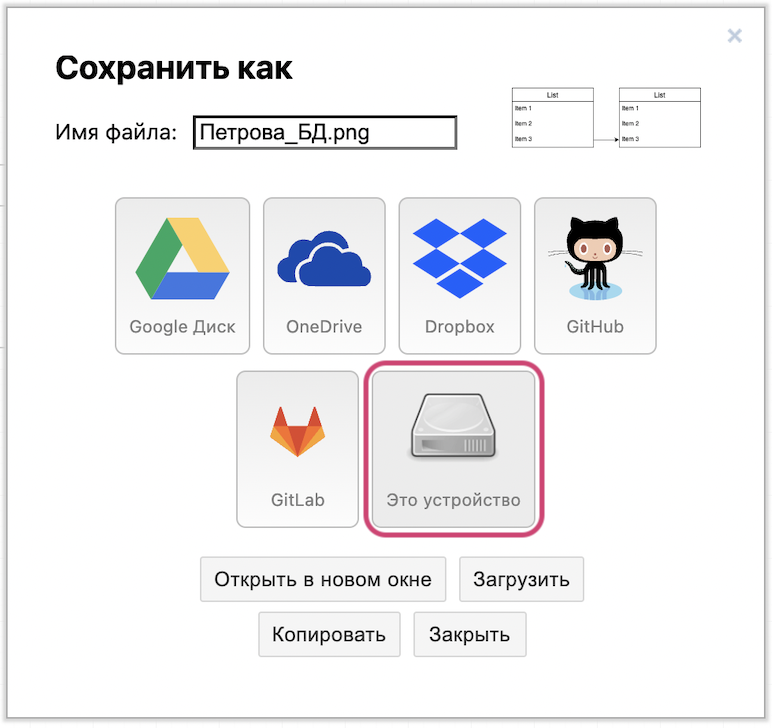 ×
Сохранить как
Имя файла: Петрова_БД.png
List List
Item 1 Item 1
Item 2 Item 2
Item 3 Item 3
Google Диск OneDrive Dropbox GitHub
GitLab Это устройство
Открыть в новом окне Загрузить
Копировать Закрыть